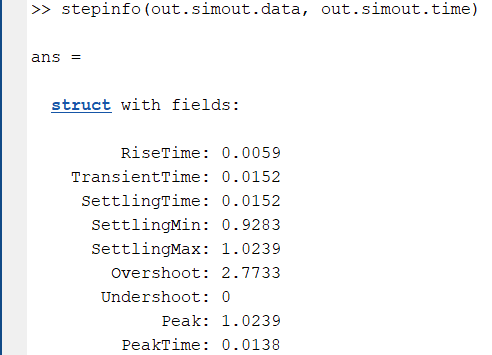 >> stepinfo(out.simout.data, out.simout.time)
ans =
struct with fields:
RiseTime: 0.0059
TransientTime: 0.0152
SettlingTime: 0.0152
SettlingMin: 0.9283
SettlingMax: 1.0239
Overshoot: 2.7733
Undershoot: 0
Peak: 1.0239
PeakTime: 0.0138